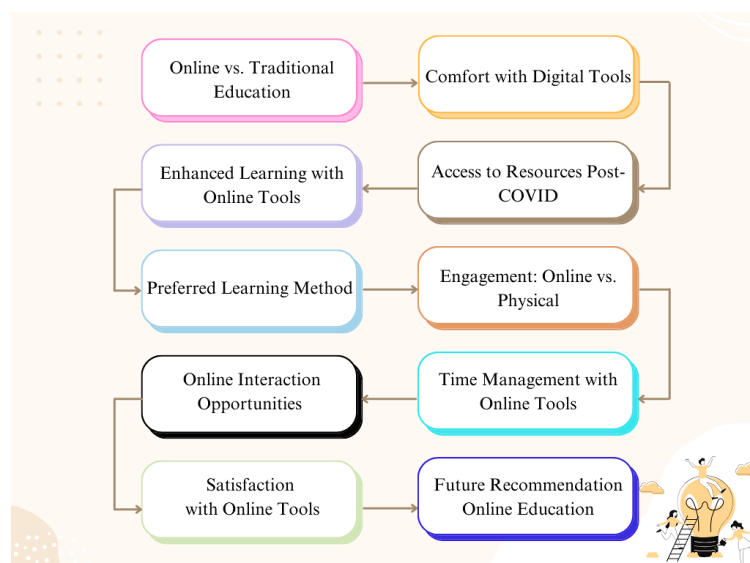 Online vs. Traditional
Education
Comfort with Digital Tools
Access to Resources Post-
COVID
Enhanced Learning with
Online Tools
Preferred Learning Method
Engagement: Online vs.
Physical
Time Management with
Online Tools
Online Interaction
Opportunities
Satisfaction
with Online Tools
Future Recommendation
Online Education